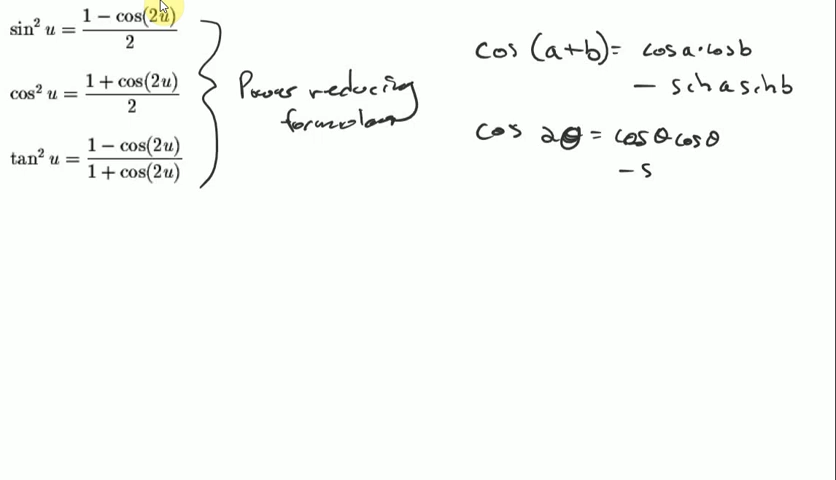 sin² u = (1 − cos(2u))/2
cos² u = (1 + cos(2u))/2
tan² u = (1 − cos(2u))/(1 + cos(2u))
Power reducing
formulas
cos (a+b) = cos a · cos b
− sin a sin b
cos 2θ = cos θ cos θ
− s